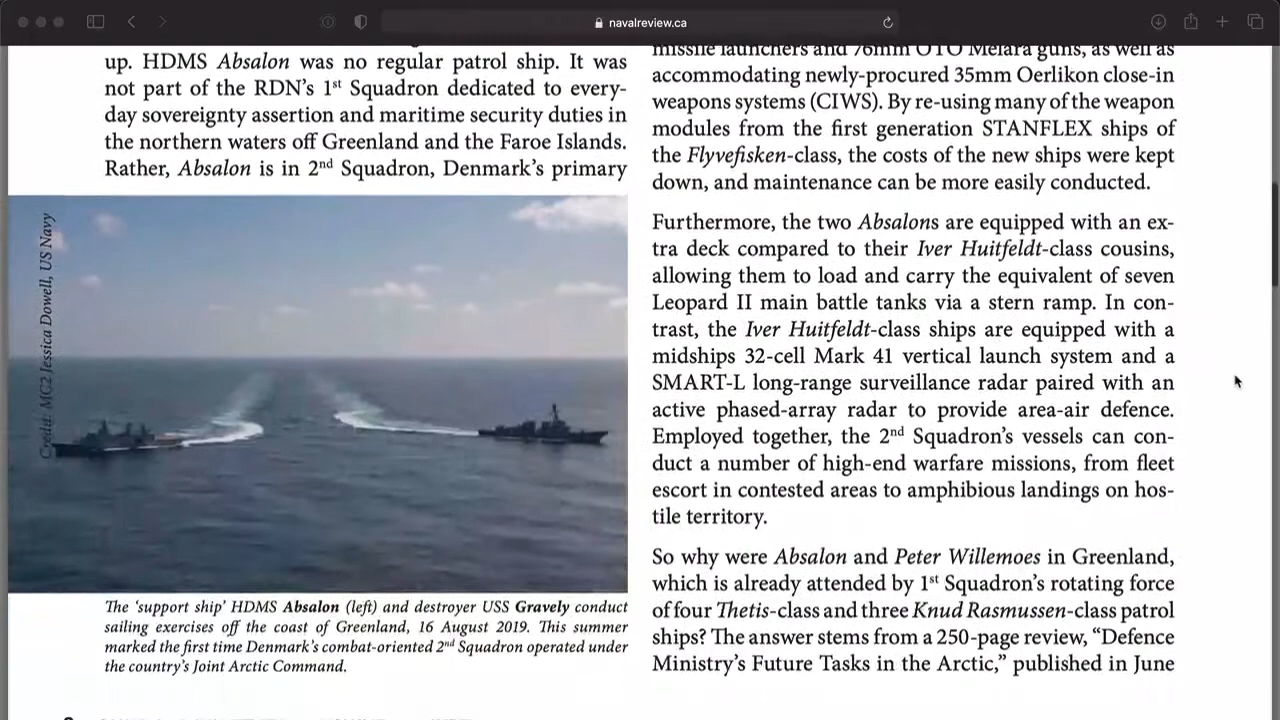 navalreview.ca
up. HDMS Absalon was no regular patrol ship. It was
not part of the RDN's 1st Squadron dedicated to every-
day sovereignty assertion and maritime security duties in
the northern waters off Greenland and the Faroe Islands.
Rather, Absalon is in 2nd Squadron, Denmark's primary
Credit: MC2 Jessica Dowell, US Navy
The 'support ship' HDMS Absalon (left) and destroyer USS Gravely conduct
sailing exercises off the coast of Greenland, 16 August 2019. This summer
marked the first time Denmark's combat-oriented 2nd Squadron operated under
the country's Joint Arctic Command.
missile launchers and 76mm OTO Melara guns, as well as
accommodating newly-procured 35mm Oerlikon close-in
weapons systems (CIWS). By re-using many of the weapon
modules from the first generation STANFLEX ships of
the Flyvefisken-class, the costs of the new ships were kept
down, and maintenance can be more easily conducted.
Furthermore, the two Absalons are equipped with an ex-
tra deck compared to their Iver Huitfeldt-class cousins,
allowing them to load and carry the equivalent of seven
Leopard II main battle tanks via a stern ramp. In con-
trast, the Iver Huitfeldt-class ships are equipped with a
midships 32-cell Mark 41 vertical launch system and a
SMART-L long-range surveillance radar paired with an
active phased-array radar to provide area-air defence.
Employed together, the 2nd Squadron's vessels can con-
duct a number of high-end warfare missions, from fleet
escort in contested areas to amphibious landings on hos-
tile territory.
So why were Absalon and Peter Willemoes in Greenland,
which is already attended by 1st Squadron's rotating force
of four Thetis-class and three Knud Rasmussen-class patrol
ships? The answer stems from a 250-page review, "Defence
Ministry's Future Tasks in the Arctic," published in June